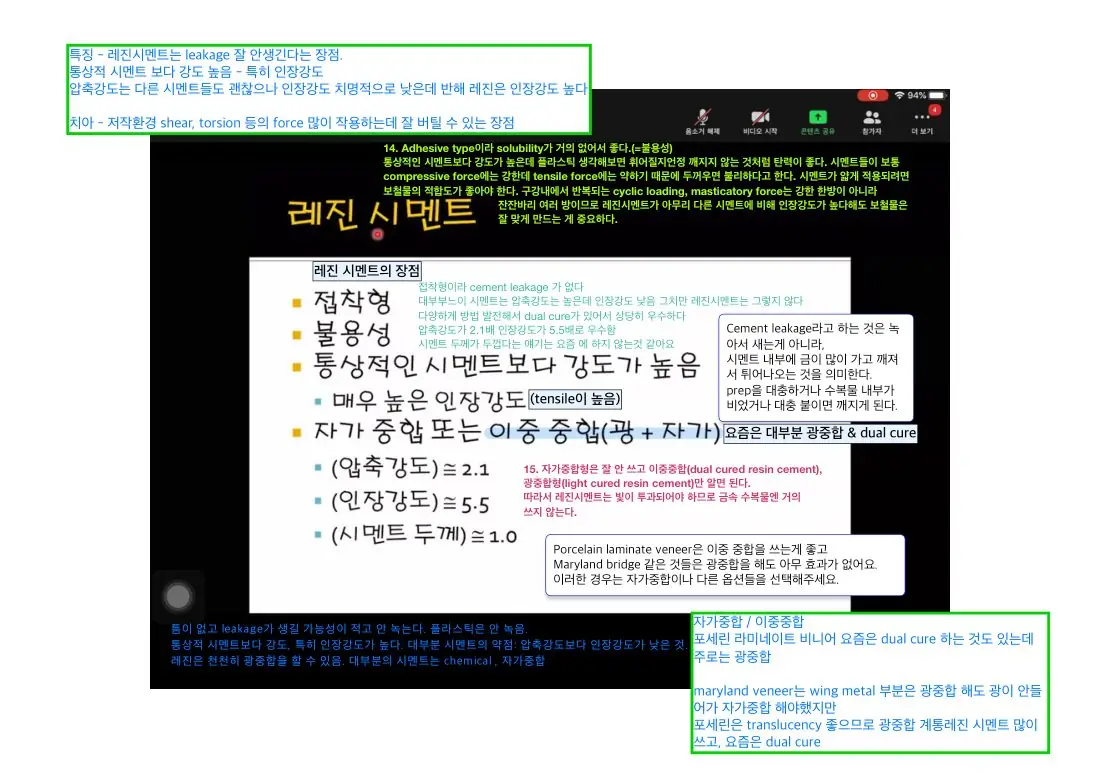 특징 - 레진시멘트는 leakage 잘 안생긴다는 장점.
통상적 시멘트 보다 강도 높음 - 특히 인장강도
압축강도는 다른 시멘트들도 괜찮으나 인장강도 치명적으로 낮은데 반해 레진은 인장강도 높다
치아 - 저작환경 shear, torsion 등의 force 많이 작용하는데 잘 버틸 수 있는 장점
94%
4
음소거 해제
비디오 시작
콘텐츠 공유
참가자
더 보기
14. Adhesive type이라 solubility가 거의 없어서 좋다.(=불용성)
통상적인 시멘트보다 강도가 높은데 플라스틱 생각해보면 휘어질지언정 깨지지 않는 것처럼 탄력이 좋다. 시멘트들이 보통
compressive force에는 강한데 tensile force에는 약하기 때문에 두꺼우면 불리하다고 한다. 시멘트가 얇게 적용되려면
보철물의 적합도가 좋아야 한다. 구강내에서 반복되는 cyclic loading, masticatory force는 강한 한방이 아니라
잔잔바리 여러 방이므로 레진시멘트가 아무리 다른 시멘트에 비해 인장강도가 높다해도 보철물은
잘 맞게 만드는 게 중요하다.
레진 시멘트
레진 시멘트의 장점
접착형
접착형이라 cement leakage 가 없다
대부부느이 시멘트는 압축강도는 높은데 인장강도 낮음 그치만 레진시멘트는 그렇지 않다
다양하게 방법 발전해서 dual cure가 있어서 상당히 우수하다
압축강도가 2.1배 인장강도가 5.5배로 우수함
시멘트 두께가 두껍다는 얘기는 요즘 에 하지 않는것 같아요
불용성
통상적인 시멘트보다 강도가 높음
매우 높은 인장강도 (tensile이 높음)
Cement leakage라고 하는 것은 녹
아서 새는게 아니라,
시멘트 내부에 금이 많이 가고 깨져
서 튀어나오는 것을 의미한다.
prep을 대충하거나 수복물 내부가
비었거나 대충 붙이면 깨지게 된다.
자가 중합 또는 이중 중합(광 + 자가) 요즘은 대부분 광중합 & dual cure
(압축강도) ≅ 2.1
(인장강도) ≅ 5.5
(시멘트 두께) ≅ 1.0
15. 자가중합형은 잘 안 쓰고 이중중합(dual cured resin cement),
광중합형(light cured resin cement)만 알면 된다.
따라서 레진시멘트는 빛이 투과되어야 하므로 금속 수복물엔 거의
쓰지 않는다.
Porcelain laminate veneer은 이중 중합을 쓰는게 좋고
Maryland bridge 같은 것들은 광중합을 해도 아무 효과가 없어요.
이러한 경우는 자가중합이나 다른 옵션들을 선택해주세요.
틈이 없고 leakage가 생길 가능성이 적고 안 녹는다. 플라스틱은 안 녹음.
통상적 시멘트보다 강도, 특히 인장강도가 높다. 대부분 시멘트의 약점: 압축강도보다 인장강도가 낮은 것.
레진은 천천히 광중합을 할 수 있음. 대부분의 시멘트는 chemical , 자가중합
자가중합 / 이중중합
포세린 라미네이트 비니어 요즘은 dual cure 하는 것도 있는데
주로는 광중합
maryland veneer는 wing metal 부분은 광중합 해도 광이 안들
어가 자가중합 해야했지만
포세린은 translucency 좋으므로 광중합 계통레진 시멘트 많이
쓰고, 요즘은 dual cure